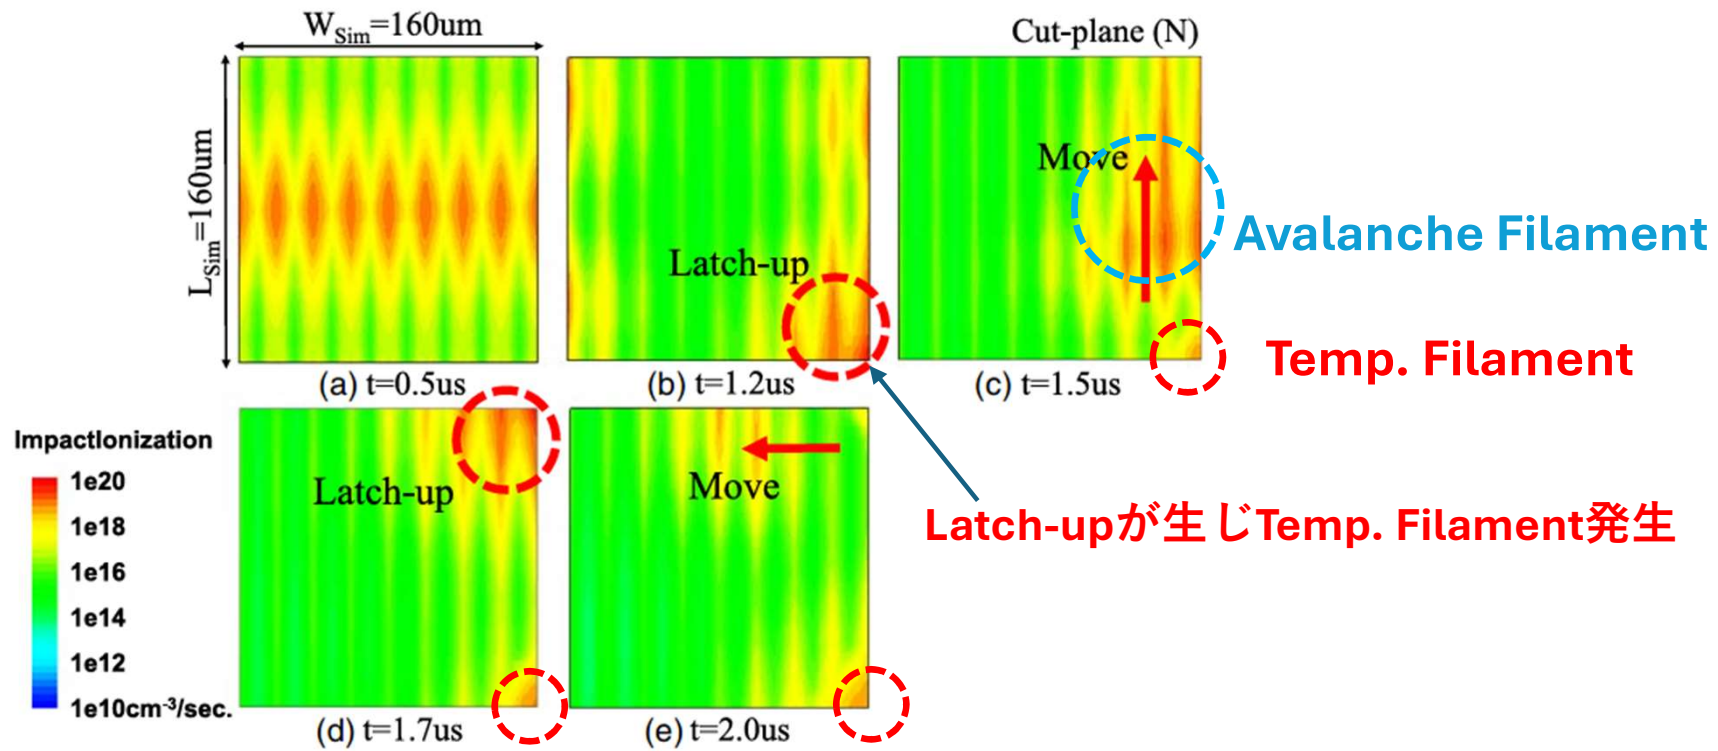 WSim=160um
Cut-plane (N)
LSim=160um
Move
Avalanche Filament
Latch-up
Temp. Filament
(a) t=0.5us
(b) t=1.2us
(c) t=1.5us
ImpactIonization
1e20
1e18
1e16
1e14
1e12
1e10cm-3/sec.
Latch-up
Move
Latch-upが生じTemp. Filament発生
(d) t=1.7us
(e) t=2.0us